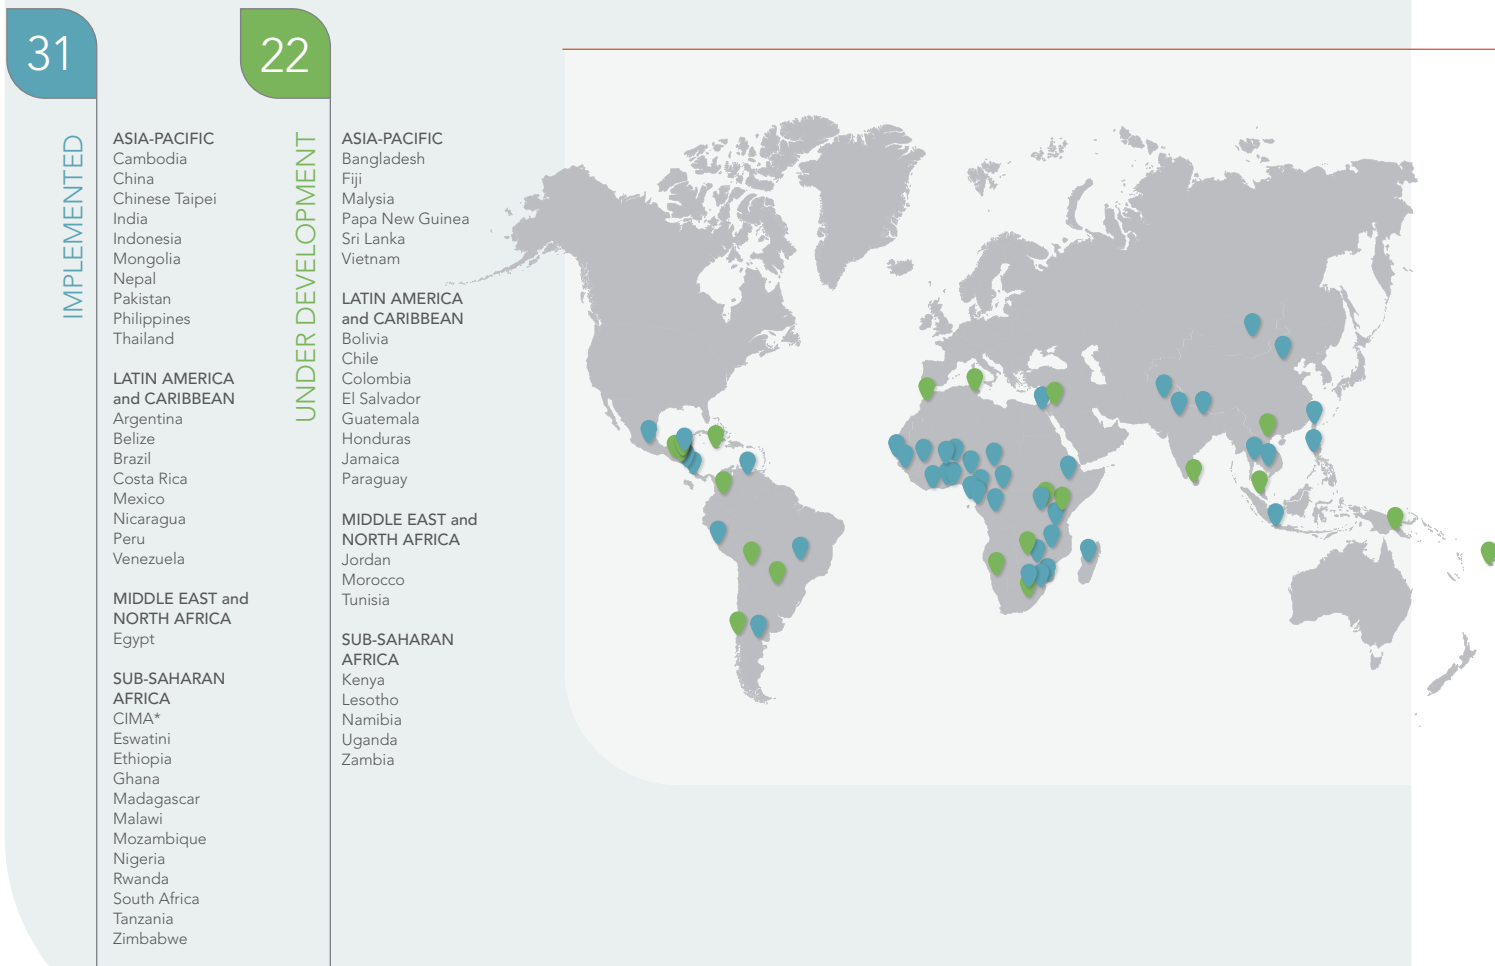 31
IMPLEMENTED
ASIA-PACIFIC
Cambodia
China
Chinese Taipei
India
Indonesia
Mongolia
Nepal
Pakistan
Philippines
Thailand
LATIN AMERICA
and CARIBBEAN
Argentina
Belize
Brazil
Costa Rica
Mexico
Nicaragua
Peru
Venezuela
MIDDLE EAST and
NORTH AFRICA
Egypt
SUB-SAHARAN
AFRICA
CIMA*
Eswatini
Ethiopia
Ghana
Madagascar
Malawi
Mozambique
Nigeria
Rwanda
South Africa
Tanzania
Zimbabwe
22
UNDER DEVELOPMENT
ASIA-PACIFIC
Bangladesh
Fiji
Malysia
Papa New Guinea
Sri Lanka
Vietnam
LATIN AMERICA
and CARIBBEAN
Bolivia
Chile
Colombia
El Salvador
Guatemala
Honduras
Jamaica
Paraguay
MIDDLE EAST and
NORTH AFRICA
Jordan
Morocco
Tunisia
SUB-SAHARAN
AFRICA
Kenya
Lesotho
Namibia
Uganda
Zambia